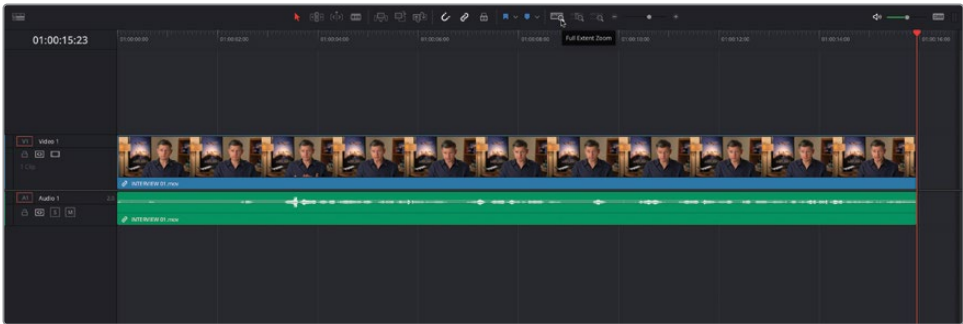 01:00:15:23
01:00:00:00
01:00:02:00
01:00:04:00
01:00:06:00
01:00:08:00
Full Extent Zoom
01:00:10:00
01:00:12:00
01:00:14:00
01:00:16:00
V1 Video 1
1 Clip
INTERVIEW 01.mov
A1 Audio 1 2.0
S M
INTERVIEW 01.mov